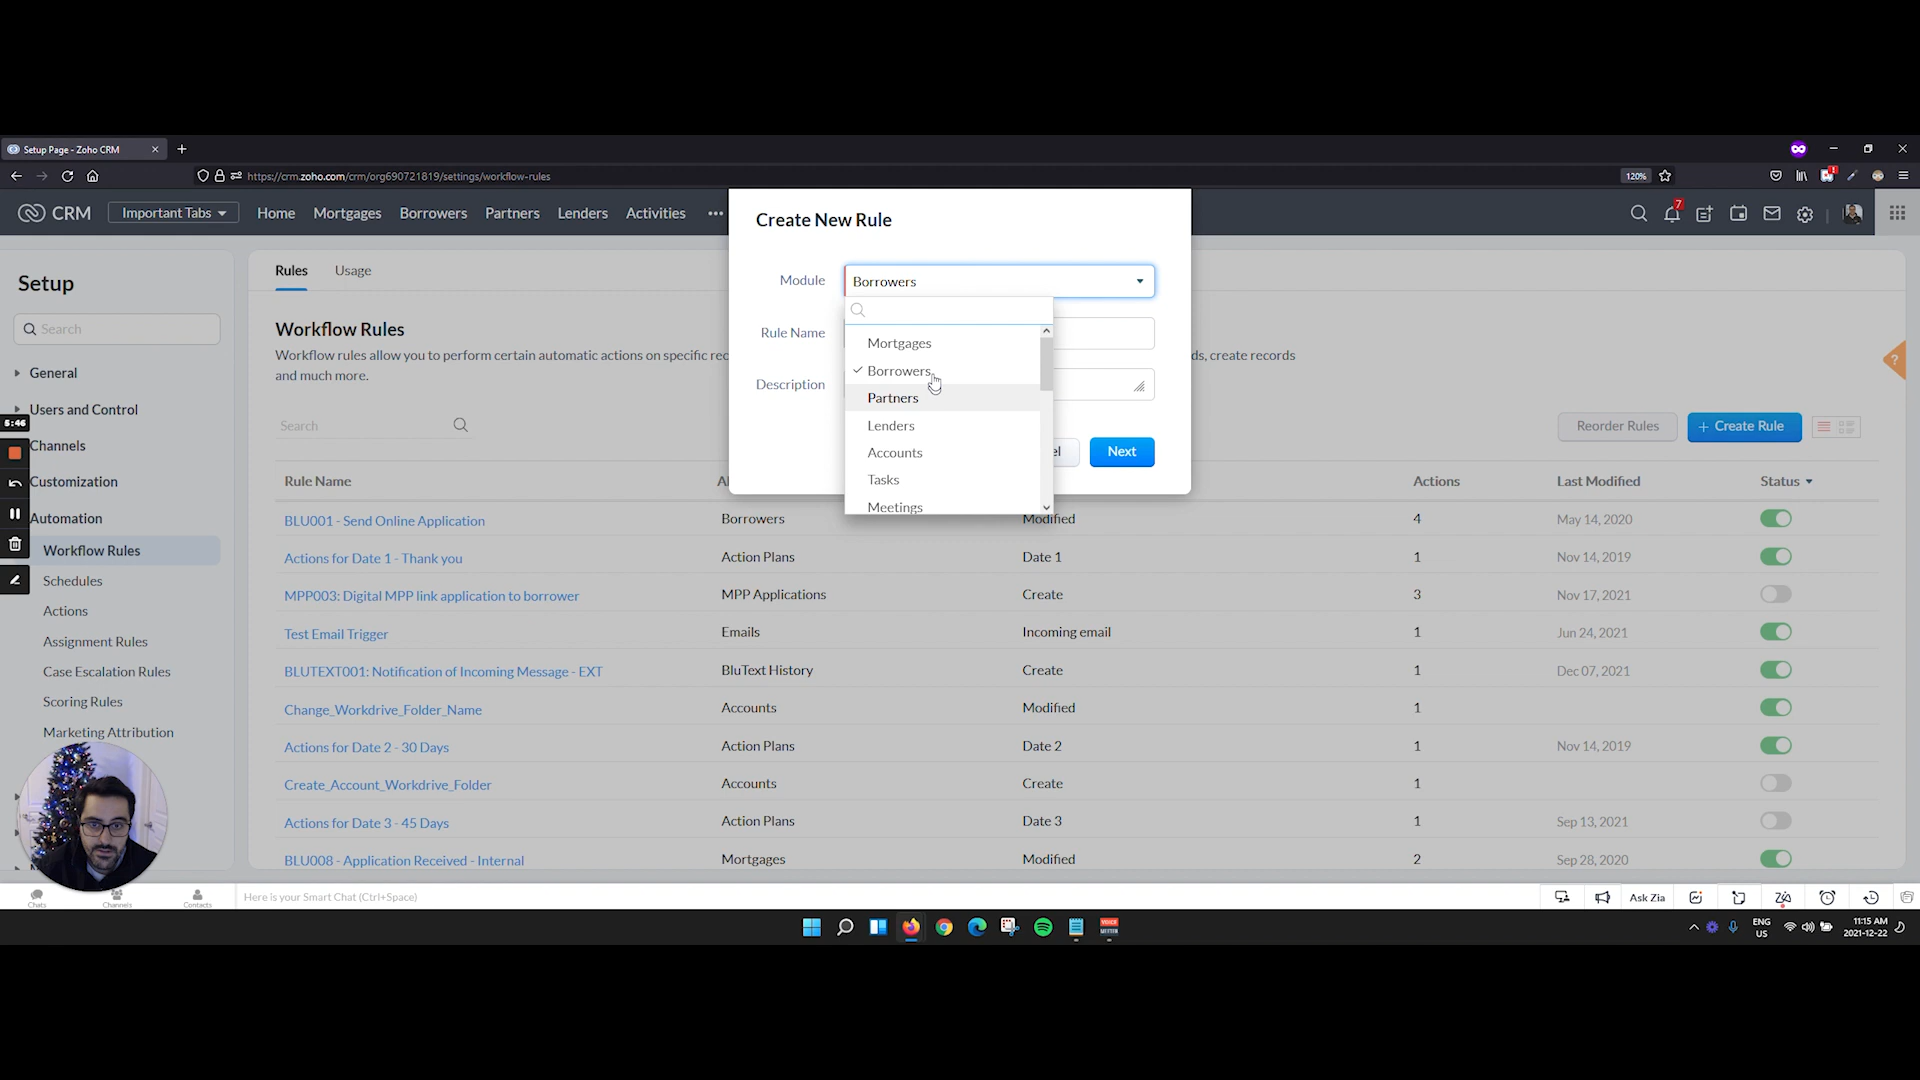 Setup Page - Zoho CRM
https://crm.zoho.com/crm/org690721819/settings/workflow-rules
120%
CRM
Important Tabs
Home
Mortgages
Borrowers
Partners
Lenders
Activities
7
Create New Rule
Module
Borrowers
Rule Name
Description
Mortgages
Borrowers
Partners
Lenders
Accounts
Tasks
Meetings
el
Next
Setup
Search
General
Users and Control
5:46
Channels
Customization
Automation
Workflow Rules
Schedules
Actions
Assignment Rules
Case Escalation Rules
Scoring Rules
Marketing Attribution
Rules
Usage
Workflow Rules
Workflow rules allow you to perform certain automatic actions on specific rec
ds, create records
and much more.
Search
Reorder Rules
+ Create Rule
Rule Name
Actions
Last Modified
Status
BLU001 - Send Online Application Borrowers Modified 4 May 14, 2020
Actions for Date 1 - Thank you Action Plans Date 1 1 Nov 14, 2019
MPP003: Digital MPP link application to borrower MPP Applications Create 3 Nov 17, 2021
Test Email Trigger Emails Incoming email 1 Jun 24, 2021
BLUTEXT001: Notification of Incoming Message - EXT BluText History Create 1 Dec 07, 2021
Change_Workdrive_Folder_Name Accounts Modified 1
Actions for Date 2 - 30 Days Action Plans Date 2 1 Nov 14, 2019
Create_Account_Workdrive_Folder Accounts Create 1
Actions for Date 3 - 45 Days Action Plans Date 3 1 Sep 13, 2021
BLU008 - Application Received - Internal Mortgages Modified 2 Sep 28, 2020
Chats
Channels
Contacts
Here is your Smart Chat (Ctrl+Space)
Ask Zia
ENG
US
11:15 AM
2021-12-22